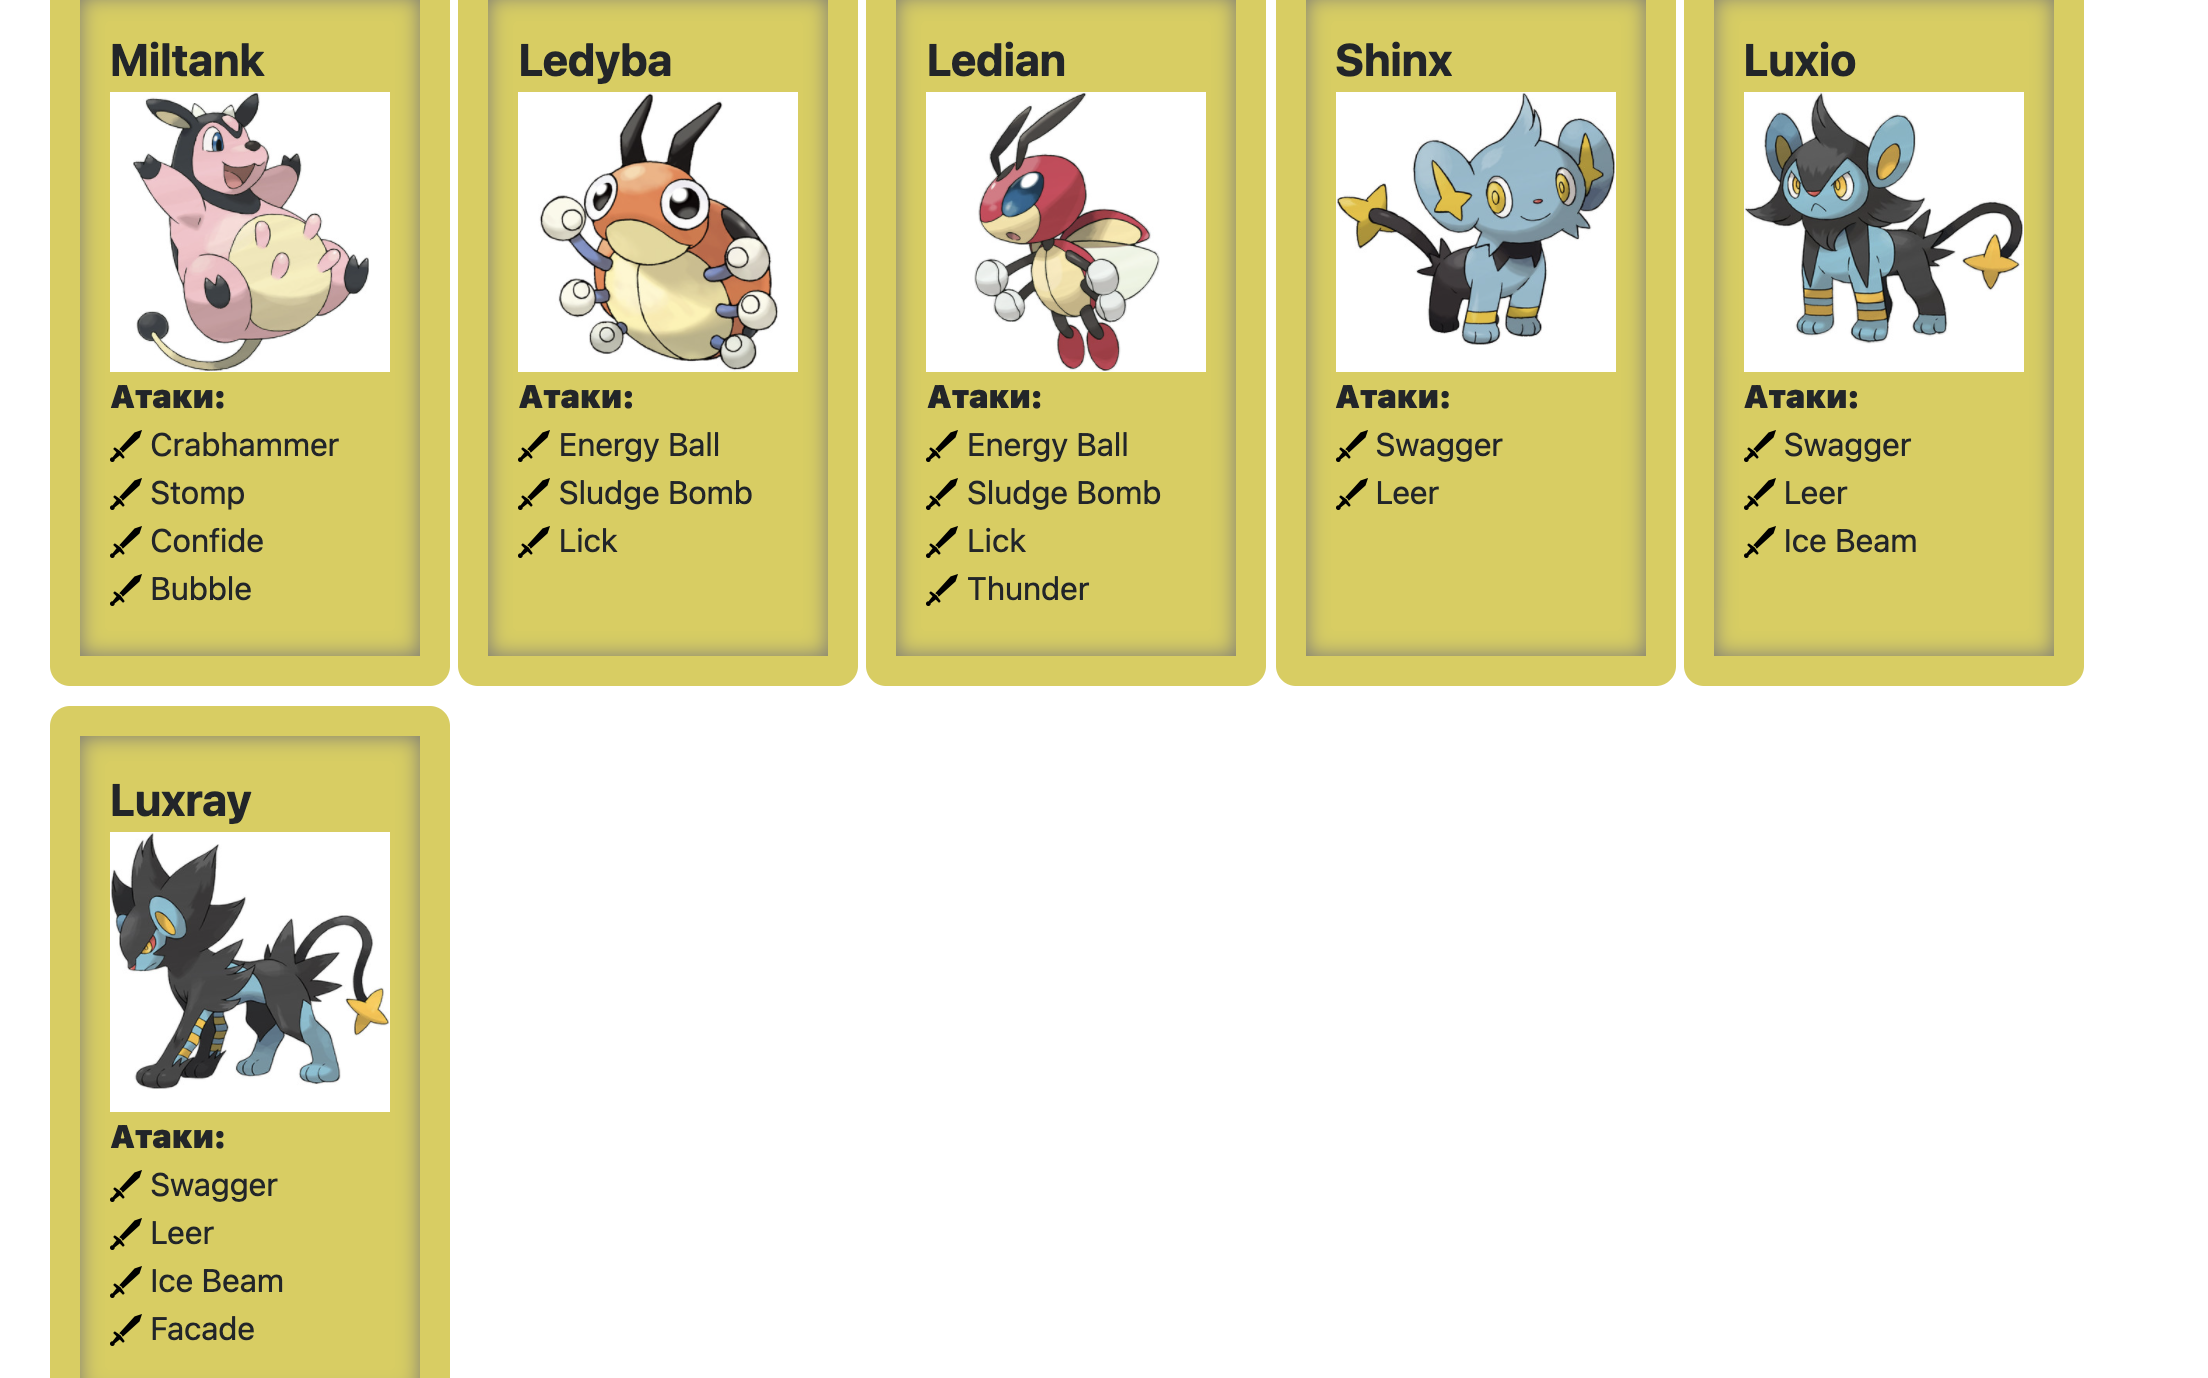 Miltank
Атаки:
Crabhammer
Stomp
Confide
Bubble
Ledyba
Атаки:
Energy Ball
Sludge Bomb
Lick
Ledian
Атаки:
Energy Ball
Sludge Bomb
Lick
Thunder
Shinx
Атаки:
Swagger
Leer
Luxio
Атаки:
Swagger
Leer
Ice Beam
Luxray
Атаки:
Swagger
Leer
Ice Beam
Facade